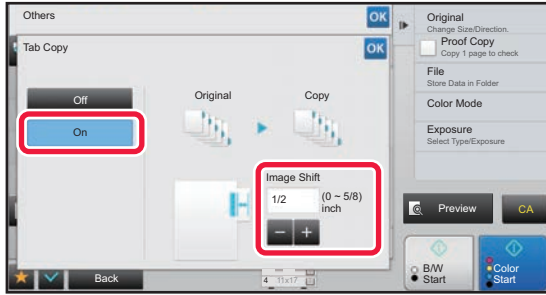 Others
OK
Tab Copy
OK
Off
On
Original
Copy
Image Shift
1/2
(0 ~ 5/8)
inch
Back
4 11x17
Original
Change Size/Direction.
Proof Copy
Copy 1 page to check
File
Store Data in Folder
Color Mode
Exposure
Select Type/Exposure
Preview
CA
B/W
Start
Color
Start